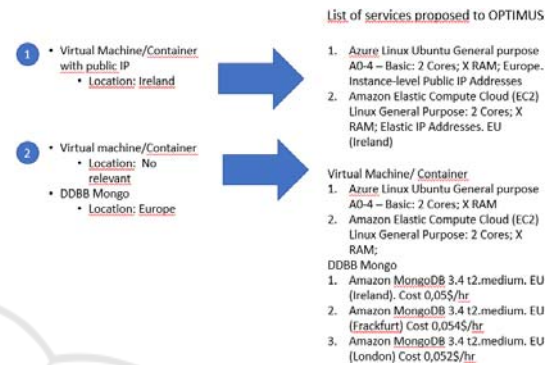 1
• Virtual Machine/Container
with public IP
• Location: Ireland
2
• Virtual machine/Container
• Location: No
relevant
• DDBB Mongo
• Location: Europe
List of services proposed to OPTIMUS
1. Azure Linux Ubuntu General purpose
A0-4 – Basic: 2 Cores; X RAM; Europe.
Instance-level Public IP Addresses
2. Amazon Elastic Compute Cloud (EC2)
Linux General Purpose: 2 Cores; X
RAM; Elastic IP Addresses. EU
(Ireland)
Virtual Machine/ Container
1. Azure Linux Ubuntu General purpose
A0-4 – Basic: 2 Cores; X RAM
2. Amazon Elastic Compute Cloud (EC2)
Linux General Purpose: 2 Cores; X
RAM;
DDBB Mongo
1. Amazon MongoDB 3.4 t2.medium. EU
(Ireland). Cost 0,05$/hr
2. Amazon MongoDB 3.4 t2.medium. EU
(Frackfurt) Cost 0,054$/hr
3. Amazon MongoDB 3.4 t2.medium. EU
(London) Cost 0,052$/hr